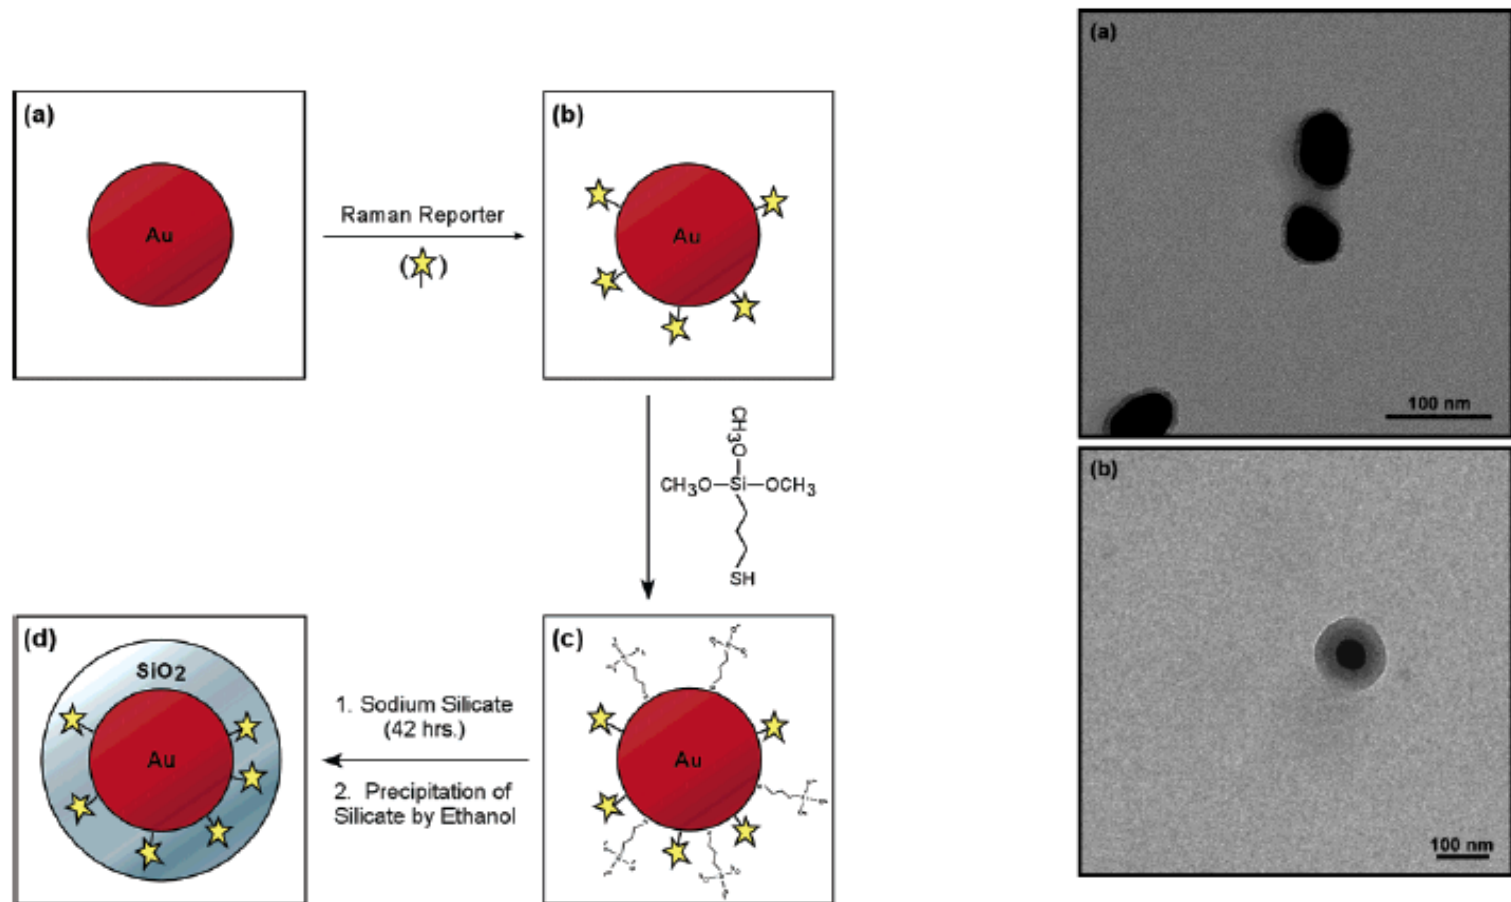 (a)
Au
Raman Reporter
(b)
Au
CH3O
CH3O—Si—OCH3
SH
(c)
Au
1. Sodium Silicate
(42 hrs.)
2. Precipitation of
Silicate by Ethanol
(d)
SiO2
Au
(a)
100 nm
(b)
100 nm